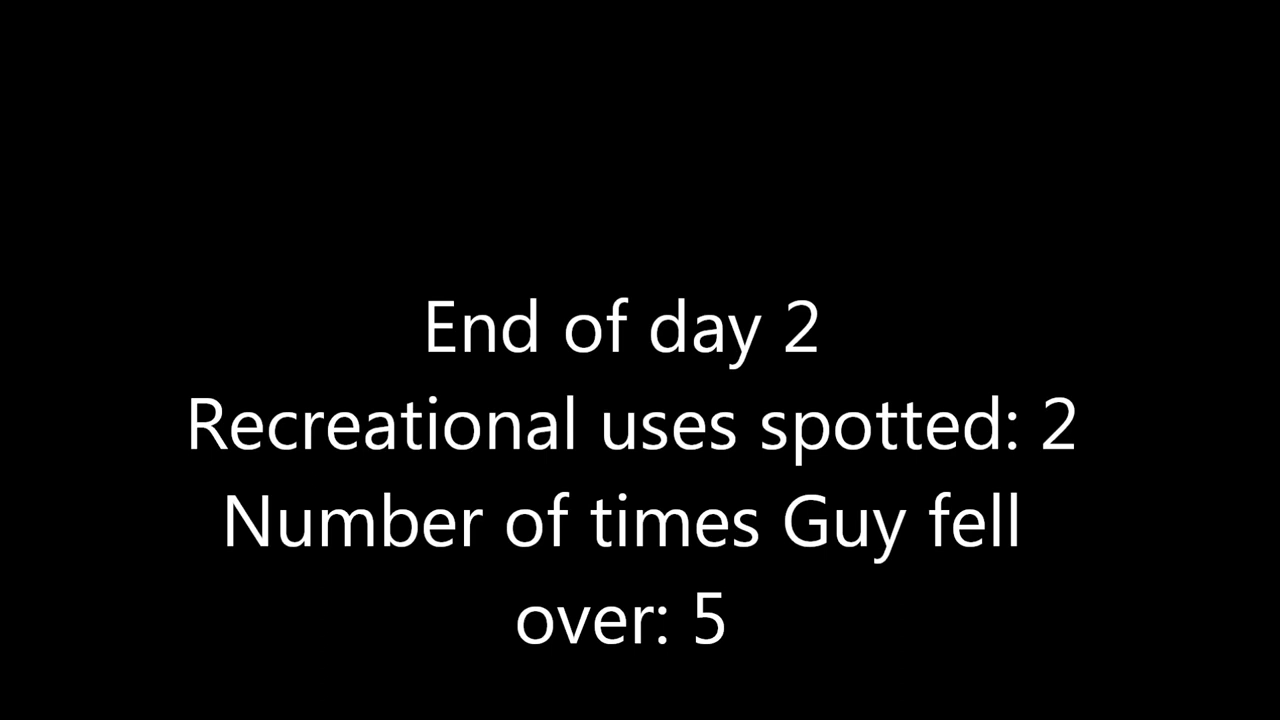 End of day 2
Recreational uses spotted: 2
Number of times Guy fell
over: 5